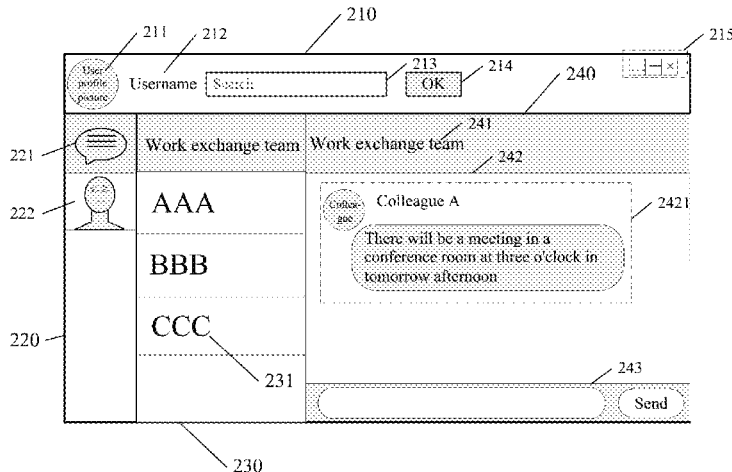 210
211
212
215
User profile picture
Username
Search
213
OK
214
240
221
Work exchange team
Work exchange team
241
242
222
AAA
Collea-gue
Colleague A
2421
There will be a meeting in a
conference room at three o'clock in
tomorrow afternoon
BBB
220
CCC
231
243
Send
230